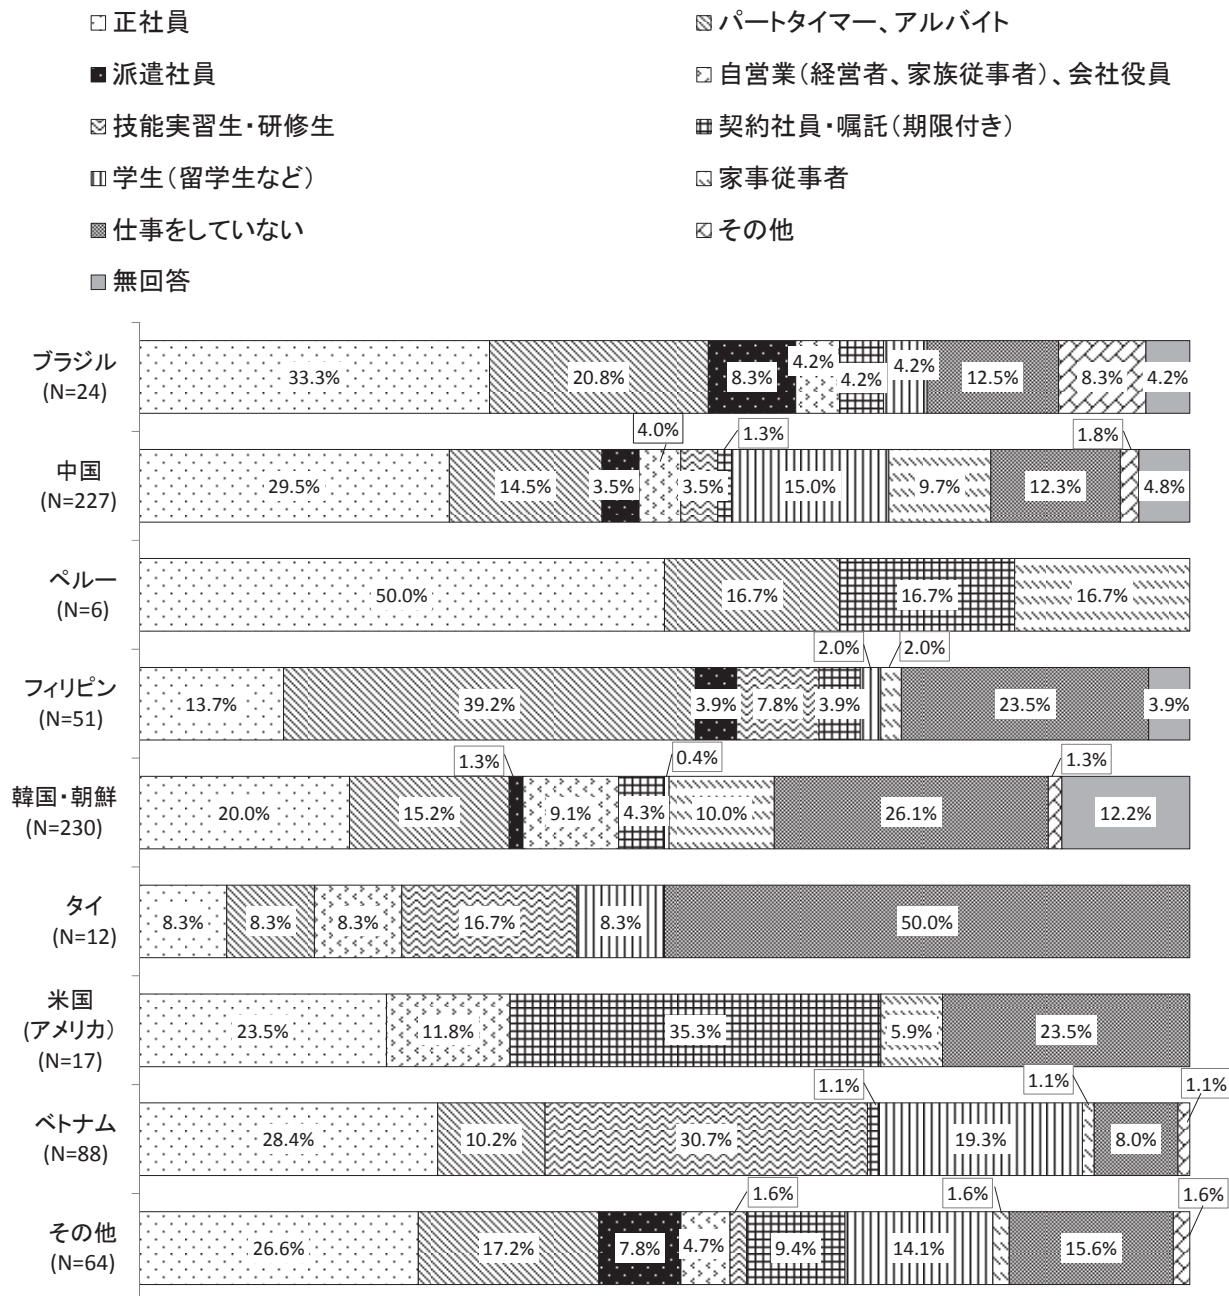 正社員
パートタイマー、アルバイト
派遣社員
自営業（経営者、家族従事者）、会社役員
技能実習生・研修生
契約社員・嘱託（期限付き）
学生（留学生など）
家事従事者
仕事をしていない
その他
無回答
ブラジル
(N=24)
33.3%
20.8%
8.3%
4.2%
4.2%
4.2%
12.5%
8.3%
4.2%
中国
(N=227)
29.5%
14.5%
3.5%
4.0%
3.5%
1.3%
15.0%
9.7%
12.3%
1.8%
4.8%
ペルー
(N=6)
50.0%
16.7%
16.7%
16.7%
フィリピン
(N=51)
13.7%
39.2%
3.9%
7.8%
3.9%
2.0%
2.0%
23.5%
3.9%
韓国・朝鮮
(N=230)
20.0%
15.2%
1.3%
9.1%
4.3%
0.4%
10.0%
26.1%
1.3%
12.2%
タイ
(N=12)
8.3%
8.3%
8.3%
16.7%
8.3%
50.0%
米国
(アメリカ)
(N=17)
23.5%
11.8%
35.3%
5.9%
23.5%
ベトナム
(N=88)
28.4%
10.2%
30.7%
1.1%
19.3%
1.1%
8.0%
1.1%
その他
(N=64)
26.6%
17.2%
7.8%
4.7%
1.6%
9.4%
14.1%
1.6%
15.6%
1.6%